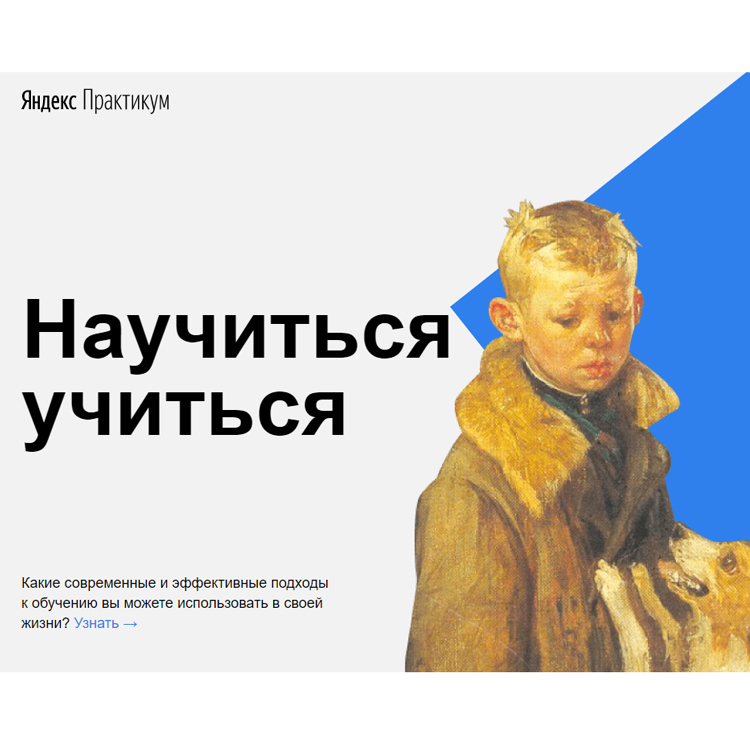 Яндекс Практикум
Научиться
учиться
Какие современные и эффективные подходы
к обучению вы можете использовать в своей
жизни? Узнать →